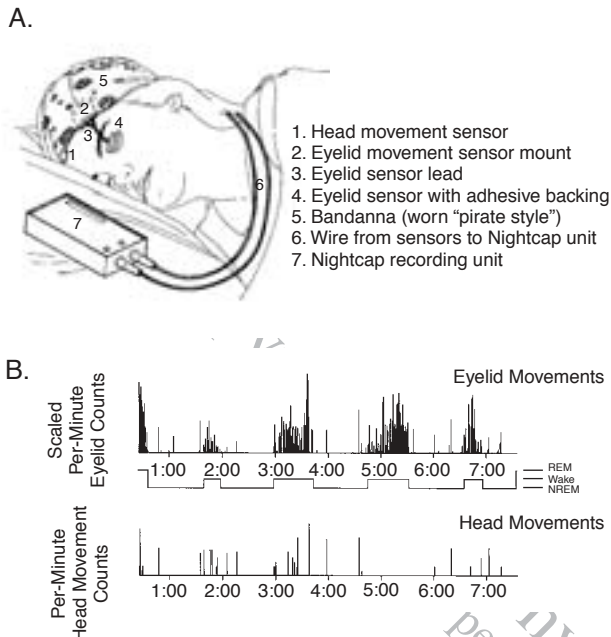 A.
5
2
4
3
1
6
7
1. Head movement sensor
2. Eyelid movement sensor mount
3. Eyelid sensor lead
4. Eyelid sensor with adhesive backing
5. Bandanna (worn “pirate style”)
6. Wire from sensors to Nightcap unit
7. Nightcap recording unit
B.
Eyelid Movements
Scaled
Per-Minute
Eyelid Counts
1:00 2:00 3:00 4:00 5:00 6:00 7:00
REM
Wake
NREM
Head Movements
Per-Minute
Head Movement
Counts
1:00 2:00 3:00 4:00 5:00 6:00 7:00